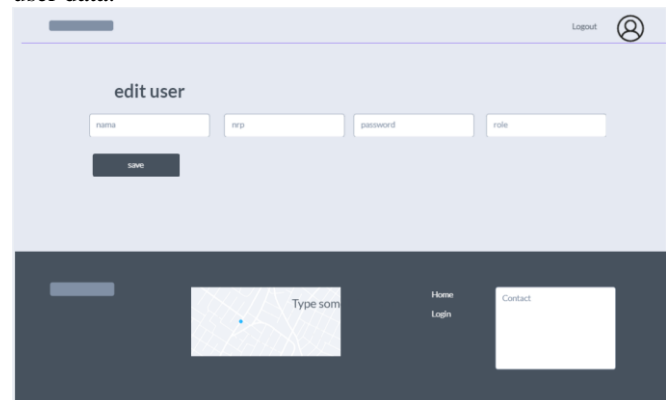 user data.
Logout
edit user
nama nrp password role
save
Type som
Home
Login
Contact